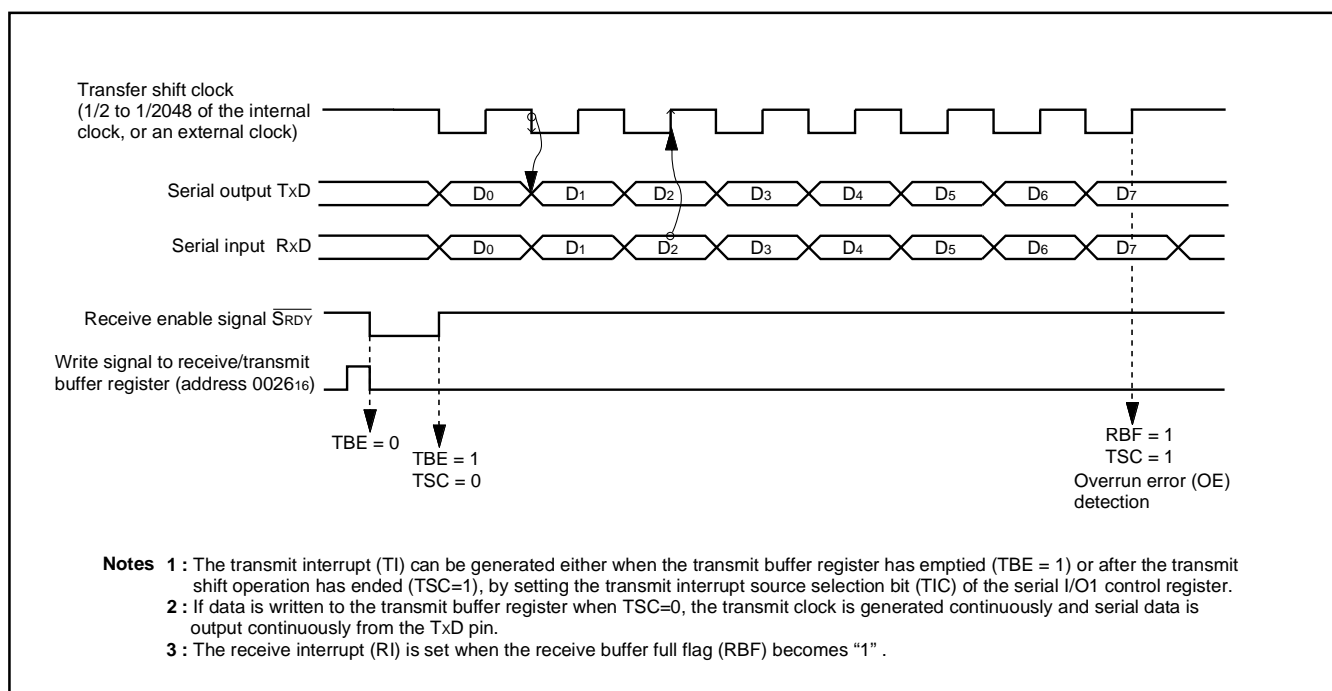 Transfer shift clock
(1/2 to 1/2048 of the internal
clock, or an external clock)
Serial output TxD
D0 D1 D2 D3 D4 D5 D6 D7
Serial input RxD
D0 D1 D2 D3 D4 D5 D6 D7
Receive enable signal S̅R̅D̅Y̅
Write signal to receive/transmit
buffer register (address 002616)
TBE = 0
TBE = 1
TSC = 0
RBF = 1
TSC = 1
Overrun error (OE)
detection
Notes 1 : The transmit interrupt (TI) can be generated either when the transmit buffer register has emptied (TBE = 1) or after the transmit
shift operation has ended (TSC=1), by setting the transmit interrupt source selection bit (TIC) of the serial I/O1 control register.
2 : If data is written to the transmit buffer register when TSC=0, the transmit clock is generated continuously and serial data is
output continuously from the TxD pin.
3 : The receive interrupt (RI) is set when the receive buffer full flag (RBF) becomes “1” .